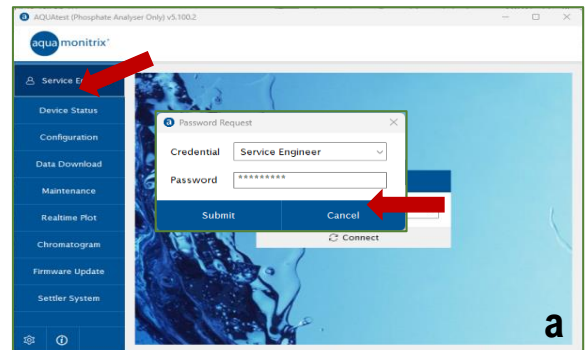 AQUAtest (Phosphate Analyser Only) v5.100.2
aqua monitrix
Service
Device Status
Configuration
Data Download
Maintenance
Realtime Plot
Chromatogram
Firmware Update
Settler System
Password Request
Credential Service Engineer
Password *********
Submit Cancel
Connect
a